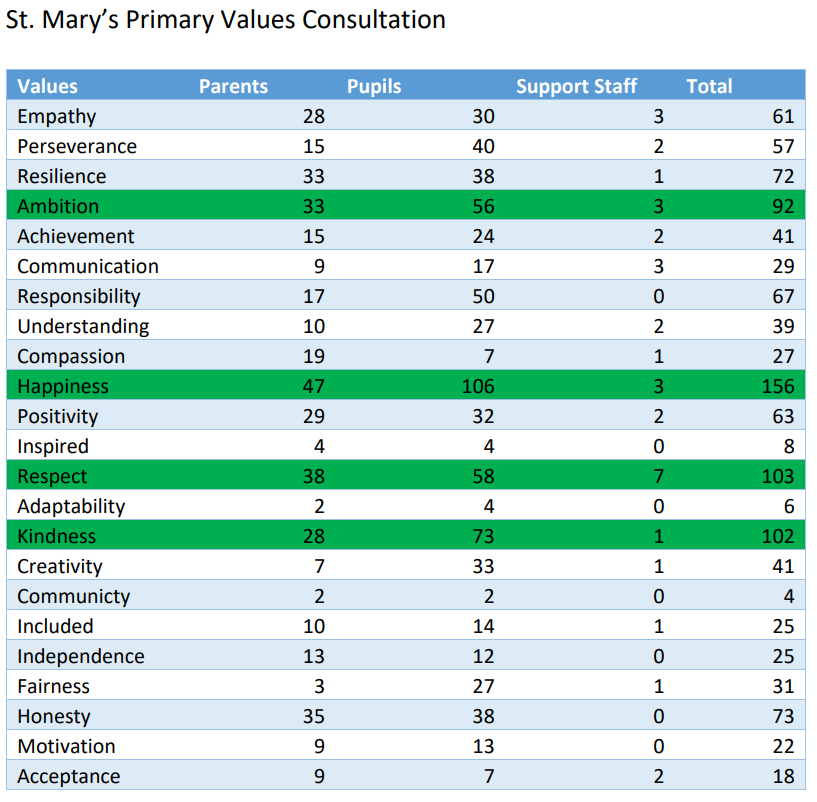 St. Mary’s Primary Values Consultation
Values Parents Pupils Support Staff Total
Empathy 28 30 3 61
Perseverance 15 40 2 57
Resilience 33 38 1 72
Ambition 33 56 3 92
Achievement 15 24 2 41
Communication 9 17 3 29
Responsibility 17 50 0 67
Understanding 10 27 2 39
Compassion 19 7 1 27
Happiness 47 106 3 156
Positivity 29 32 2 63
Inspired 4 4 0 8
Respect 38 58 7 103
Adaptability 2 4 0 6
Kindness 28 73 1 102
Creativity 7 33 1 41
Communicty 2 2 0 4
Included 10 14 1 25
Independence 13 12 0 25
Fairness 3 27 1 31
Honesty 35 38 0 73
Motivation 9 13 0 22
Acceptance 9 7 2 18